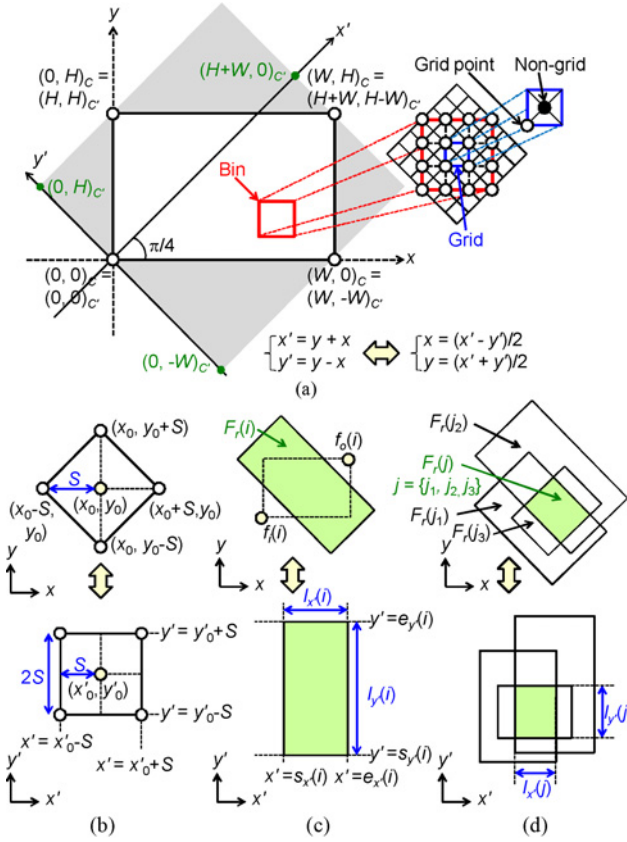 y
x'
(0, H)C =
(H, H)C'
(H+W, 0)C'
(W, H)C =
(H+W, H-W)C'
Grid point
Non-grid
y'
(0, H)C'
Bin
Grid
π/4
x
(0, 0)C =
(0, 0)C'
(W, 0)C =
(W, -W)C'
(0, -W)C'
x' = y + x
y' = y - x
x = (x' - y')/2
y = (x' + y')/2
(a)
(x0, y0+S)
S
(x0-S, y0)
(x0, y0)
(x0+S, y0)
(x0, y0-S)
y
x
Fr(i)
fo(i)
fi(i)
y
x
Fr(j2)
Fr(j)
j = {j1, j2, j3}
Fr(j1)
Fr(j3)
y
x
y' = y'0+S
2S
S
(x'0, y'0)
y' = y'0-S
x' = x'0-S
x' = x'0+S
y'
x'
lx'(i)
y' = ey'(i)
ly'(i)
y' = sy'(i)
x' = sx'(i)
x' = ex'(i)
y'
x'
ly'(j)
lx'(j)
y'
x'
(b)
(c)
(d)